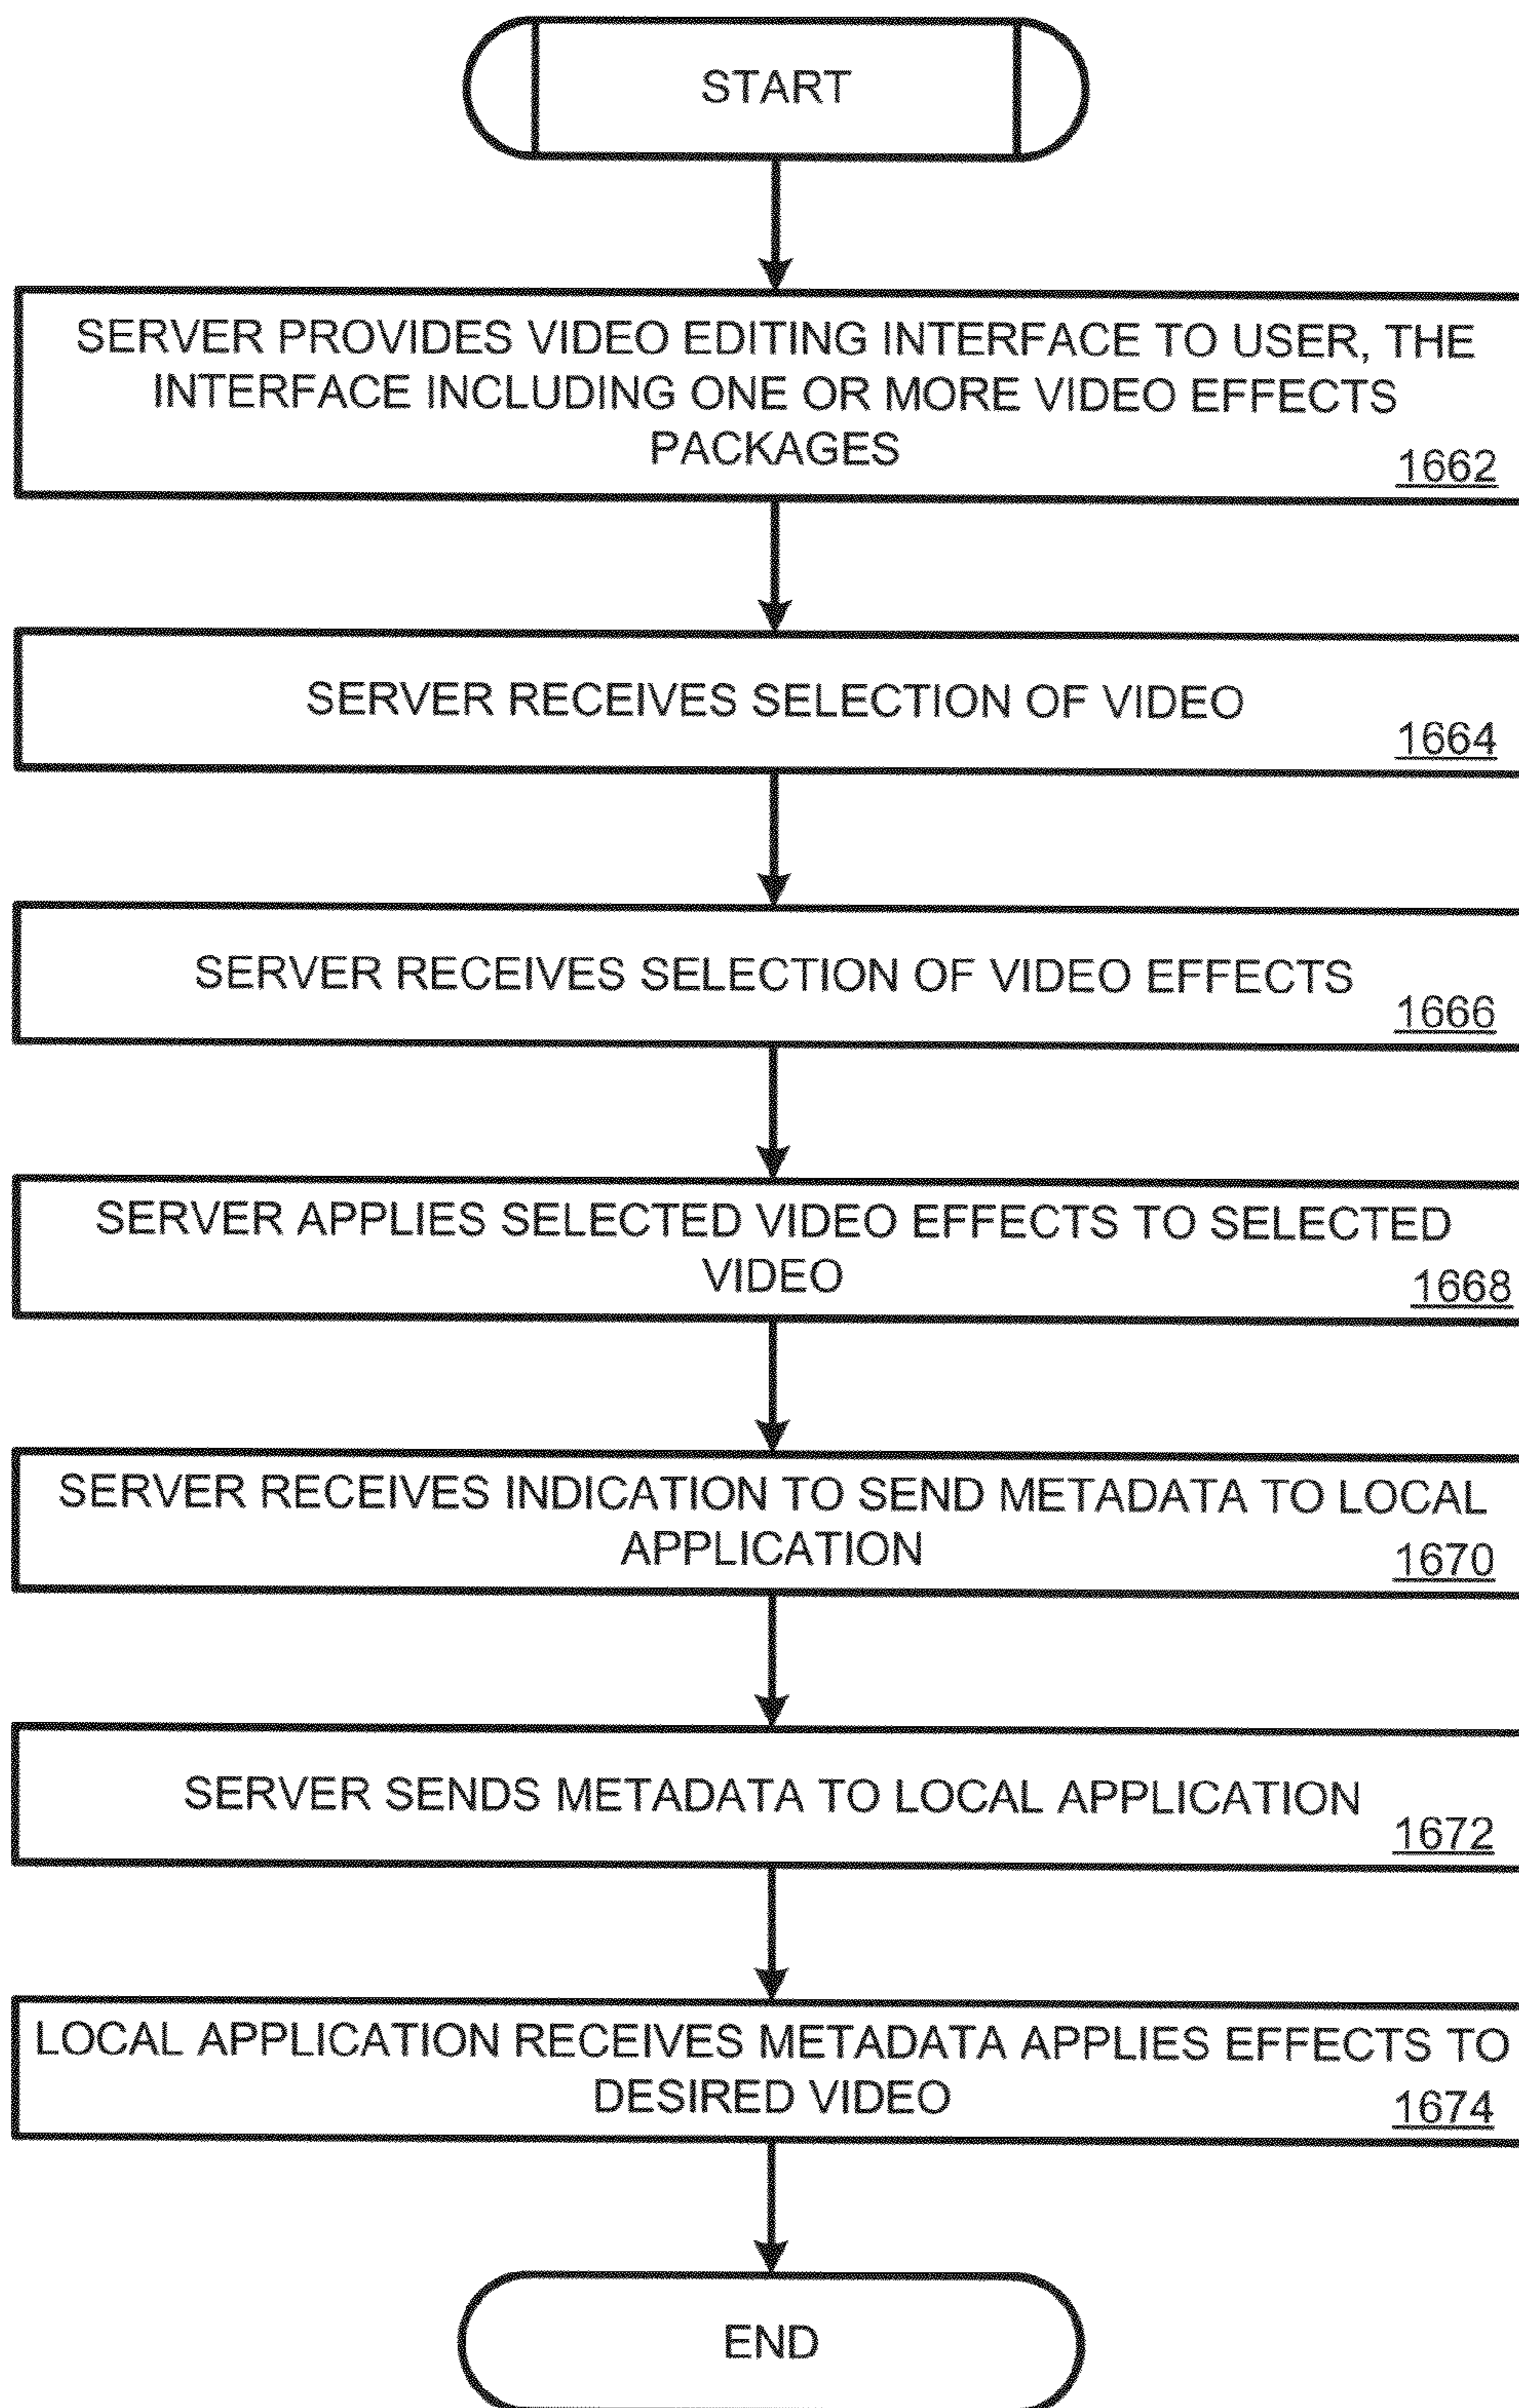 START
SERVER PROVIDES VIDEO EDITING INTERFACE TO USER, THE
INTERFACE INCLUDING ONE OR MORE VIDEO EFFECTS
PACKAGES
1662
SERVER RECEIVES SELECTION OF VIDEO
1664
SERVER RECEIVES SELECTION OF VIDEO EFFECTS
1666
SERVER APPLIES SELECTED VIDEO EFFECTS TO SELECTED
VIDEO
1668
SERVER RECEIVES INDICATION TO SEND METADATA TO LOCAL
APPLICATION
1670
SERVER SENDS METADATA TO LOCAL APPLICATION
1672
LOCAL APPLICATION RECEIVES METADATA APPLIES EFFECTS TO
DESIRED VIDEO
1674
END